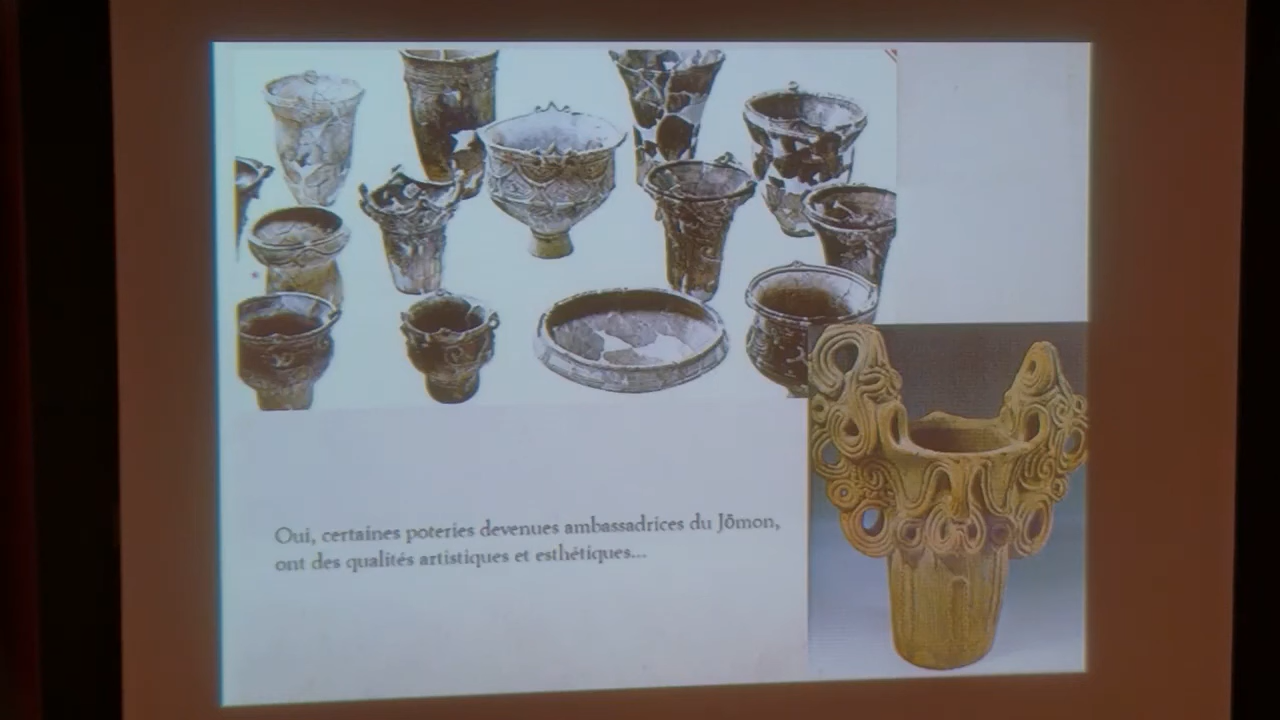 Oui, certaines poteries devenues ambassadrices du Jōmon,
ont des qualités artistiques et esthétiques...